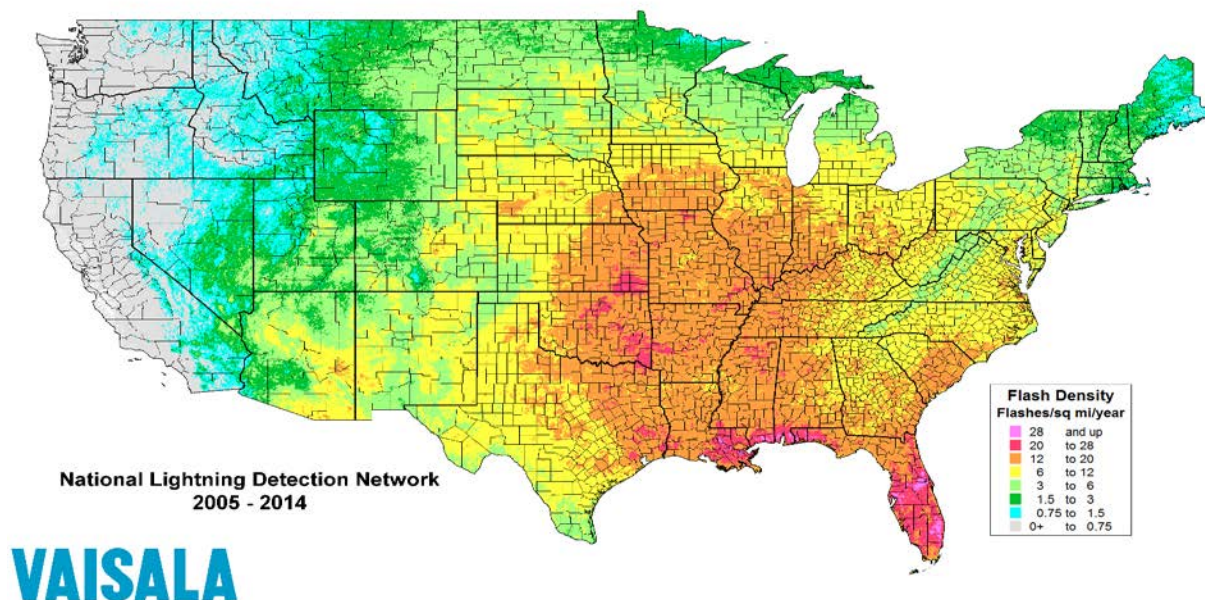 Flash Density
Flashes/sq mi/year
28 and up
20 to 28
12 to 20
6 to 12
3 to 6
1.5 to 3
0.75 to 1.5
0+ to 0.75
National Lightning Detection Network
2005 - 2014
VAISALA